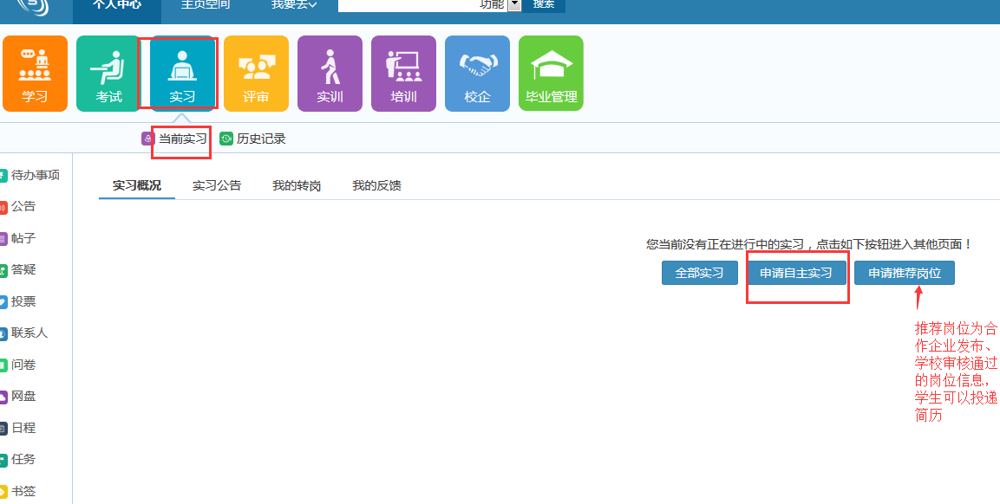 个人中心 主页空间 我要去 功能 搜索
学习 考试 实习 评审 实训 培训 校企 毕业管理
当前实习 历史记录
待办事项
公告
帖子
答疑
投票
联系人
问卷
网盘
日程
任务
书签
实习概况 实习公告 我的转岗 我的反馈
您当前没有正在进行中的实习，点击如下按钮进入其他页面！
全部实习 申请自主实习 申请推荐岗位
推荐岗位为合
作企业发布、
学校审核通过
的岗位信息，
学生可以投递
简历